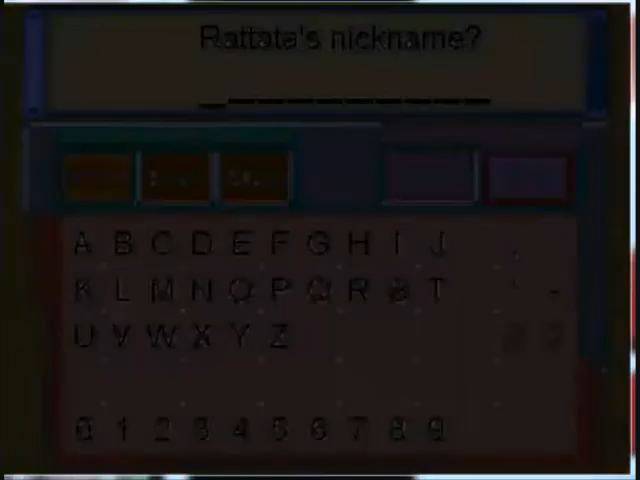 Rattata's nickname?
A B C D E F G H I J ,
K L M N O P Q R S T ' -
U V W X Y Z
0 1 2 3 4 5 6 7 8 9